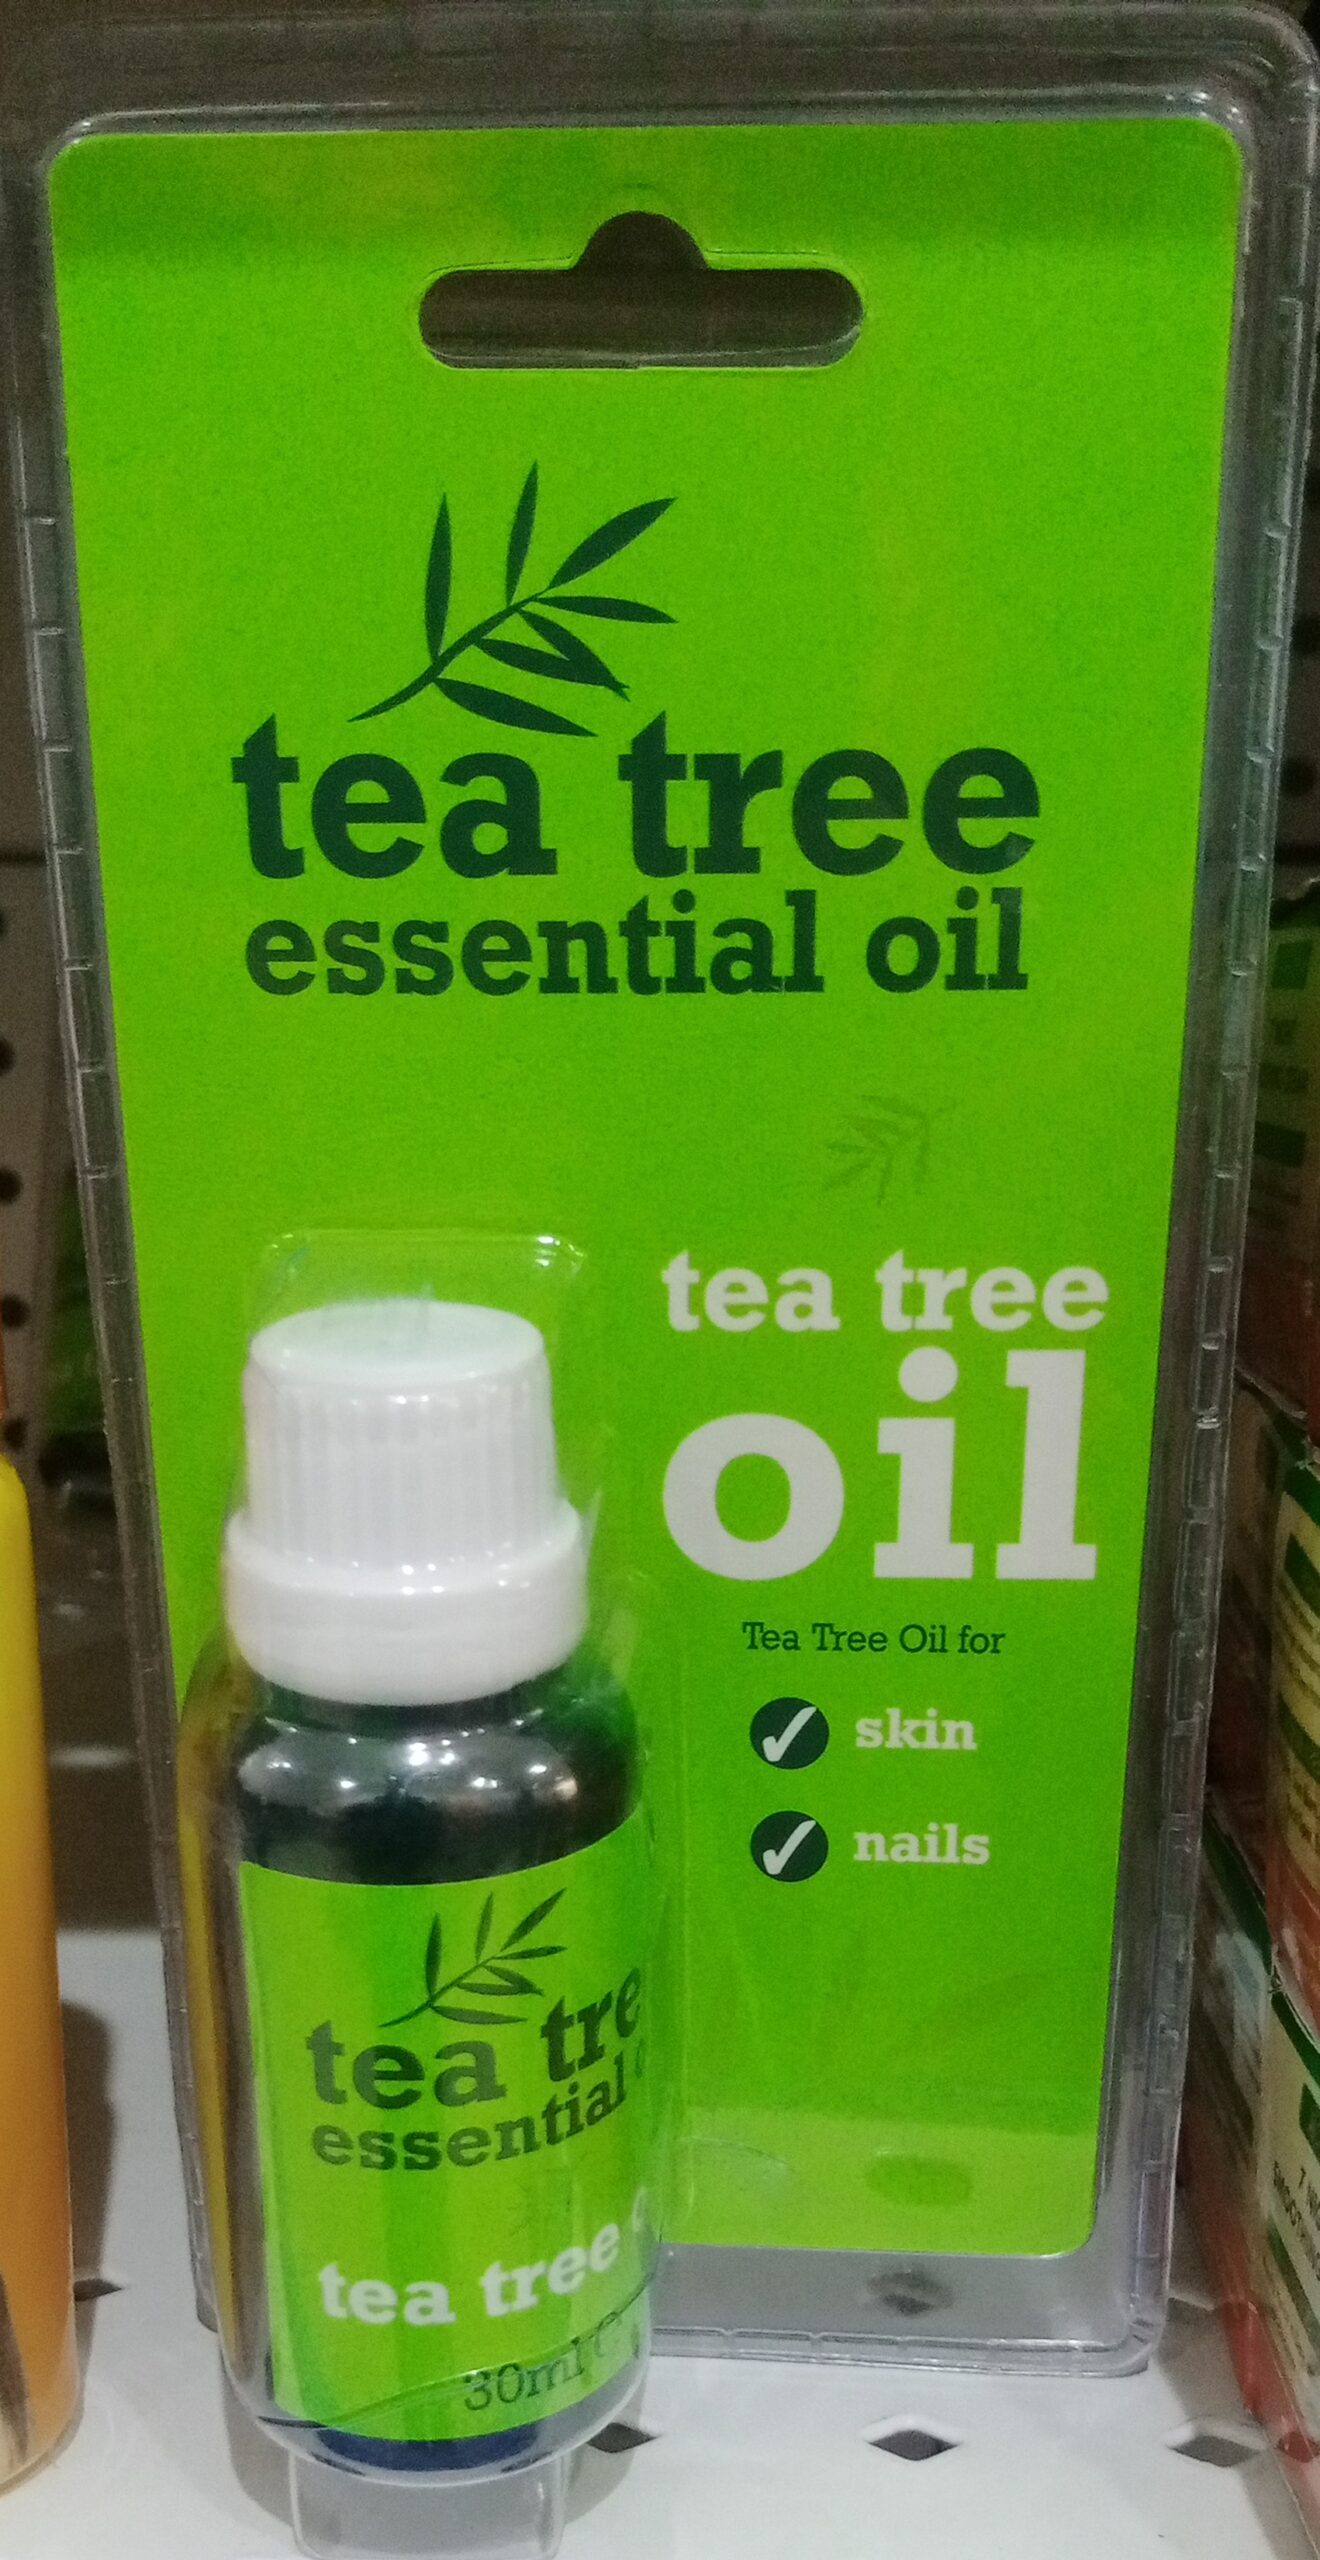 tea tree
essential oil
tea tree
oil
Tea Tree Oil for
skin
nails
tea tre
essential
tea tree
30ml